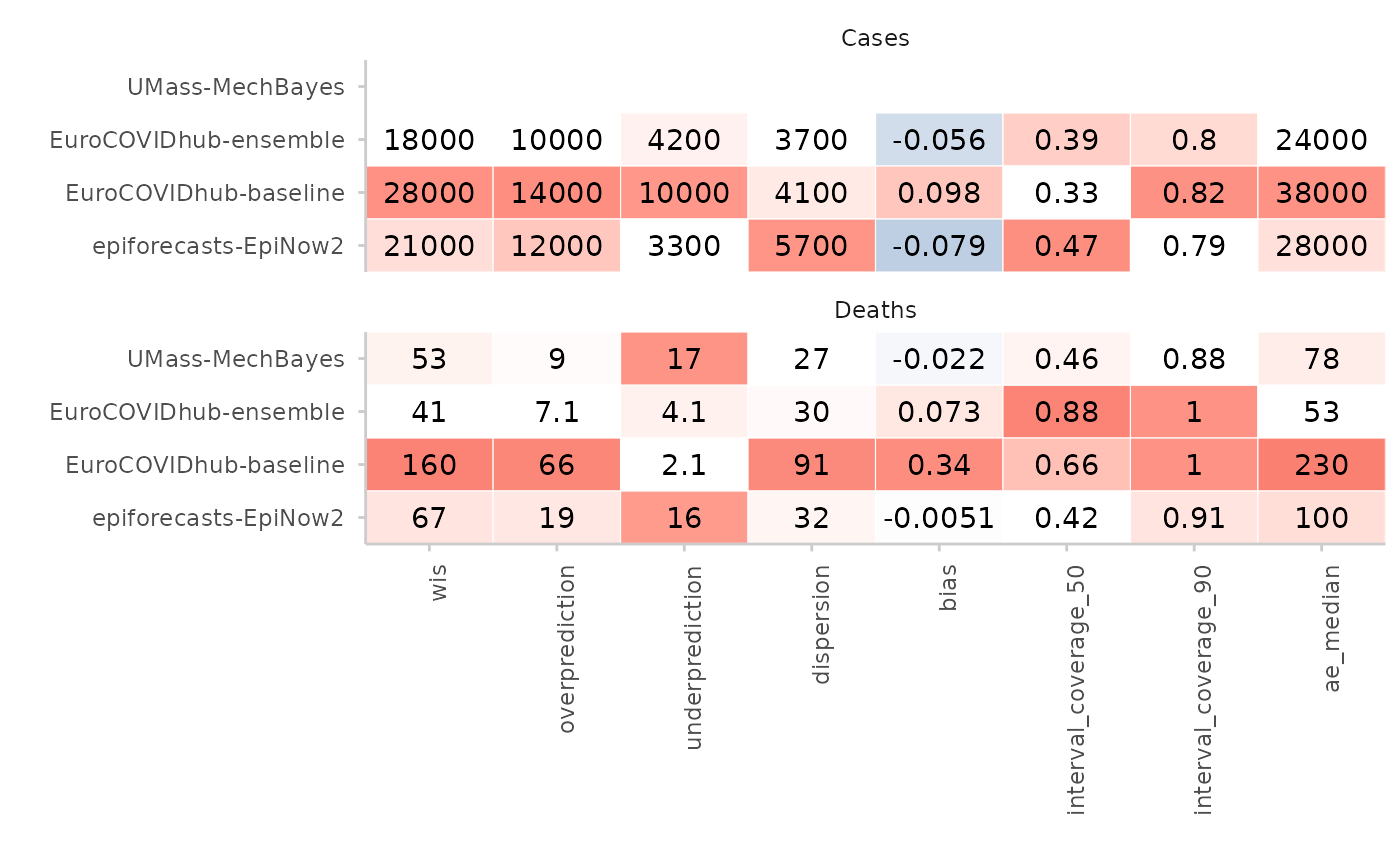 Cases
UMass-MechBayes
EuroCOVIDhub-ensemble 18000 10000 4200 3700 -0.056 0.39 0.8 24000
EuroCOVIDhub-baseline 28000 14000 10000 4100 0.098 0.33 0.82 38000
epiforecasts-EpiNow2 21000 12000 3300 5700 -0.079 0.47 0.79 28000
Deaths
UMass-MechBayes 53 9 17 27 -0.022 0.46 0.88 78
EuroCOVIDhub-ensemble 41 7.1 4.1 30 0.073 0.88 1 53
EuroCOVIDhub-baseline 160 66 2.1 91 0.34 0.66 1 230
epiforecasts-EpiNow2 67 19 16 32 -0.0051 0.42 0.91 100
wis
overprediction
underprediction
dispersion
bias
interval_coverage_50
interval_coverage_90
ae_median